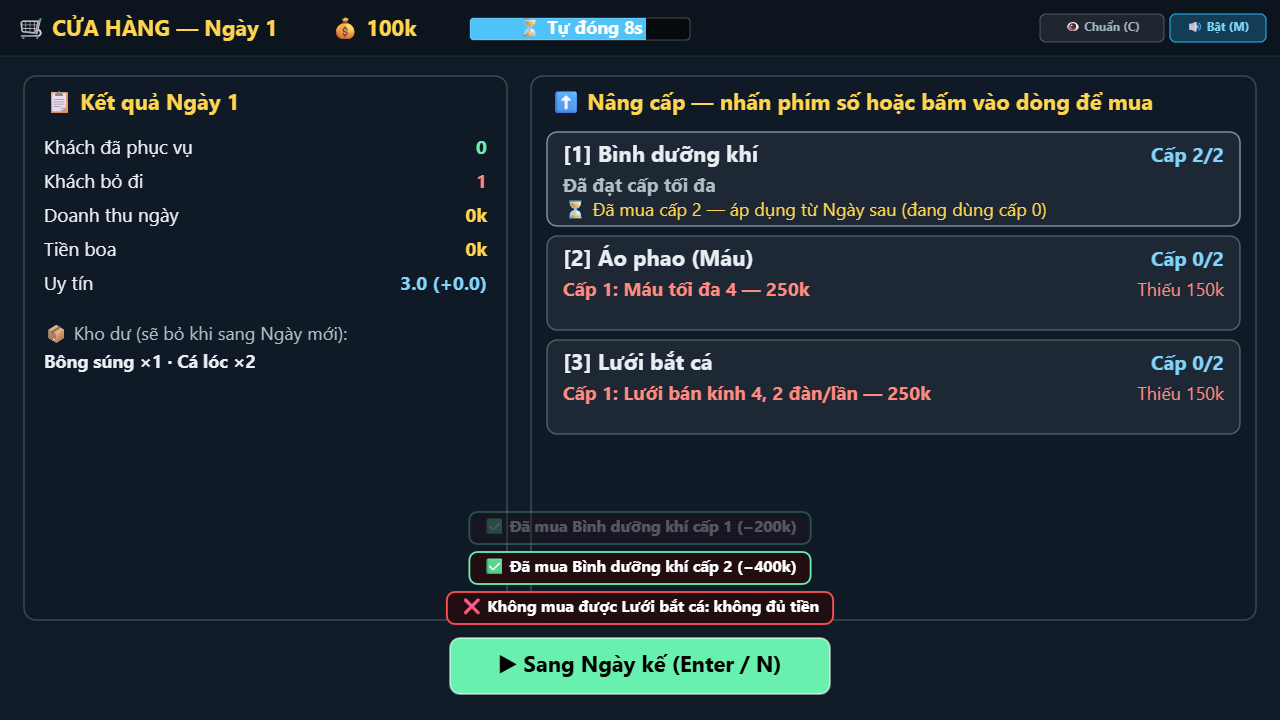 CỬA HÀNG — Ngày 1
100k
Tự đóng 8s
Chuẩn (C)
Bật (M)
Kết quả Ngày 1
Khách đã phục vụ 0
Khách bỏ đi 1
Doanh thu ngày 0k
Tiền boa 0k
Uy tín 3.0 (+0.0)
Kho dư (sẽ bỏ khi sang Ngày mới):
Bông súng ×1 · Cá lóc ×2
Nâng cấp — nhấn phím số hoặc bấm vào dòng để mua
[1] Bình dưỡng khí Cấp 2/2
Đã đạt cấp tối đa
Đã mua cấp 2 — áp dụng từ Ngày sau (đang dùng cấp 0)
[2] Áo phao (Máu) Cấp 0/2
Cấp 1: Máu tối đa 4 — 250k Thiếu 150k
[3] Lưới bắt cá Cấp 0/2
Cấp 1: Lưới bán kính 4, 2 đàn/lần — 250k Thiếu 150k
Đã mua Bình dưỡng khí cấp 1 (−200k)
Đã mua Bình dưỡng khí cấp 2 (−400k)
Không mua được Lưới bắt cá: không đủ tiền
▶ Sang Ngày kế (Enter / N)